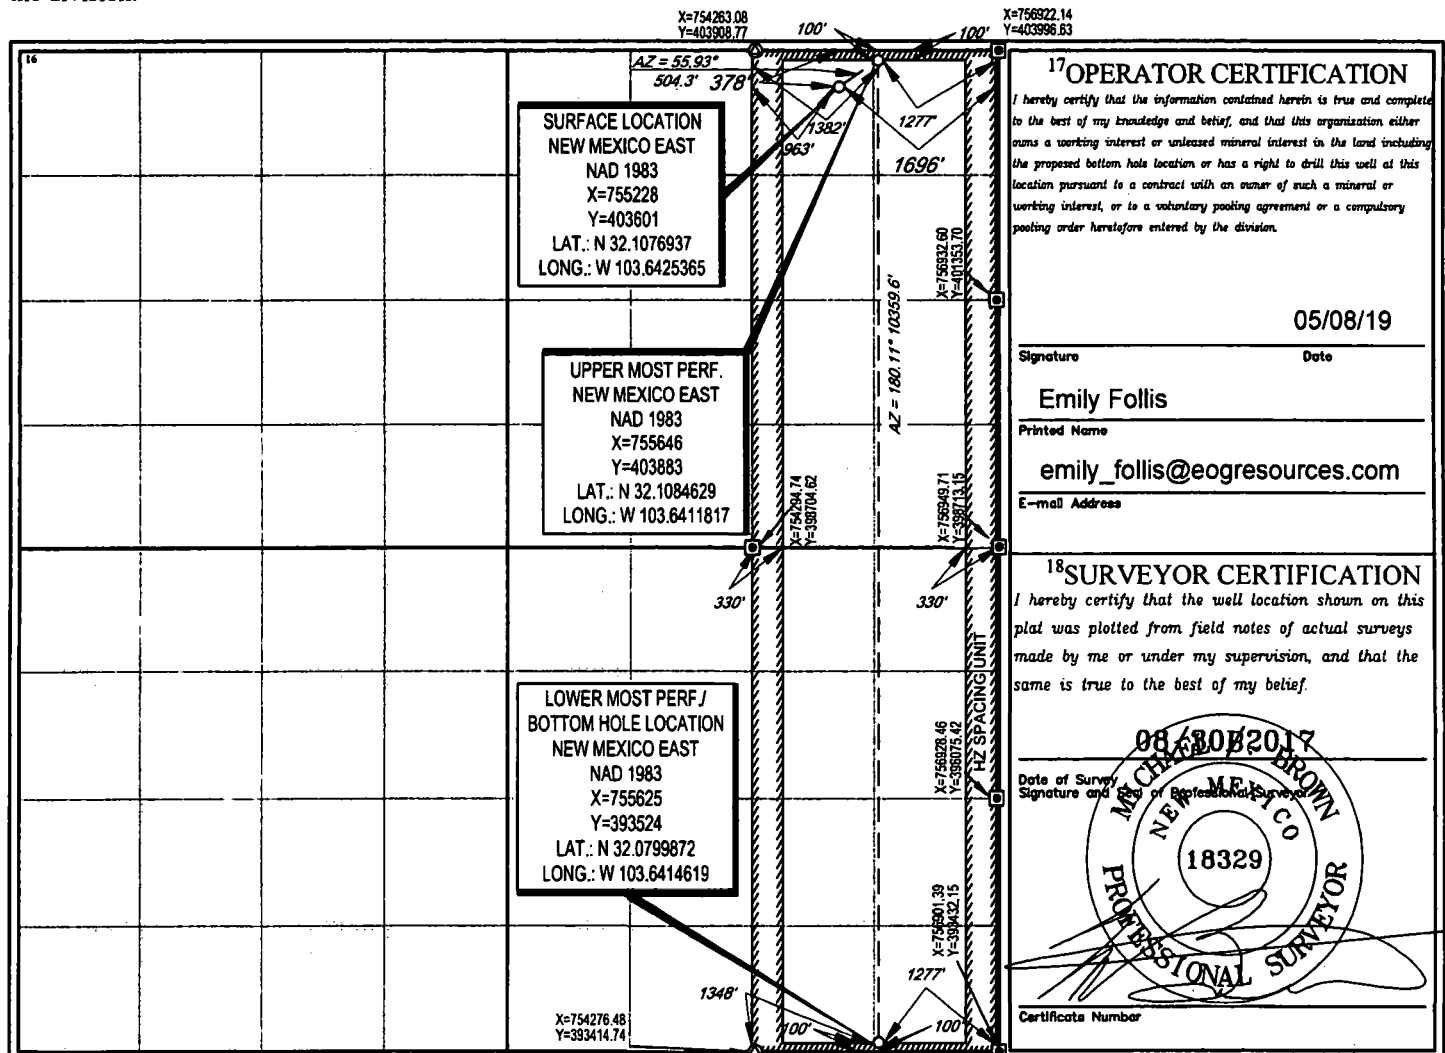 X=754263.08
Y=403908.77
X=756922.14
Y=403996.63
100'
100'
16
AZ = 55.93°
504.3'
378'
1382'
963'
1277'
1696'
SURFACE LOCATION
NEW MEXICO EAST
NAD 1983
X=755228
Y=403601
LAT.: N 32.1076937
LONG.: W 103.6425365
X=756932.60
Y=401353.70
AZ = 180.11° 10359.6'
UPPER MOST PERF.
NEW MEXICO EAST
NAD 1983
X=755646
Y=403883
LAT.: N 32.1084629
LONG.: W 103.6411817
X=754294.74
Y=398704.62
X=756949.71
Y=398713.15
330'
330'
HZ SPACING UNIT
LOWER MOST PERF./
BOTTOM HOLE LOCATION
NEW MEXICO EAST
NAD 1983
X=755625
Y=393524
LAT.: N 32.0799872
LONG.: W 103.6414619
X=756928.46
Y=396075.42
X=756901.39
Y=393432.15
1348'
1277'
100'
100'
X=754276.48
Y=393414.74
17OPERATOR CERTIFICATION
I hereby certify that the information contained herein is true and complete
to the best of my knowledge and belief, and that this organization either
owns a working interest or unleased mineral interest in the land including
the proposed bottom hole location or has a right to drill this well at this
location pursuant to a contract with an owner of such a mineral or
working interest, or to a voluntary pooling agreement or a compulsory
pooling order heretofore entered by the division.
05/08/19
Signature Date
Emily Follis
Printed Name
emily_follis@eogresources.com
E-mail Address
18SURVEYOR CERTIFICATION
I hereby certify that the well location shown on this
plat was plotted from field notes of actual surveys
made by me or under my supervision, and that the
same is true to the best of my belief.
Date of Survey
Signature and Seal of Professional Surveyor
BROWN
NEW MEXICO
18329
PROFESSIONAL SURVEYOR
Certificate Number